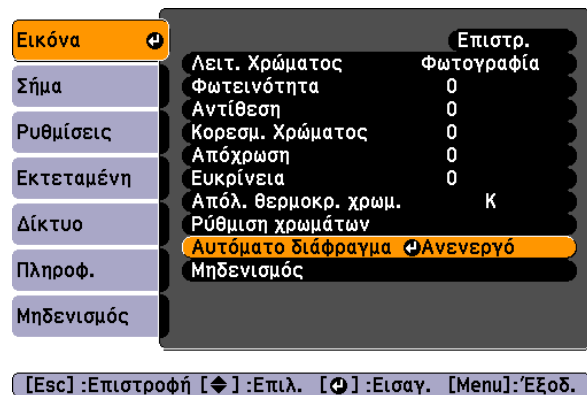 Εικόνα
Σήμα
Ρυθμίσεις
Εκτεταμένη
Δίκτυο
Πληροφ.
Μηδενισμός
Επιστρ.
Λειτ. Χρώματος Φωτογραφία
Φωτεινότητα 0
Αντίθεση 0
Κορεσμ. Χρώματος 0
Απόχρωση 0
Ευκρίνεια 0
Απόλ. θερμοκρ. χρωμ. K
Ρύθμιση χρωμάτων
Αυτόματο διάφραγμα Ανενεργό
Μηδενισμός
[Esc] :Επιστροφή [] :Επιλ. [] :Εισαγ. [Menu]:Έξοδ.